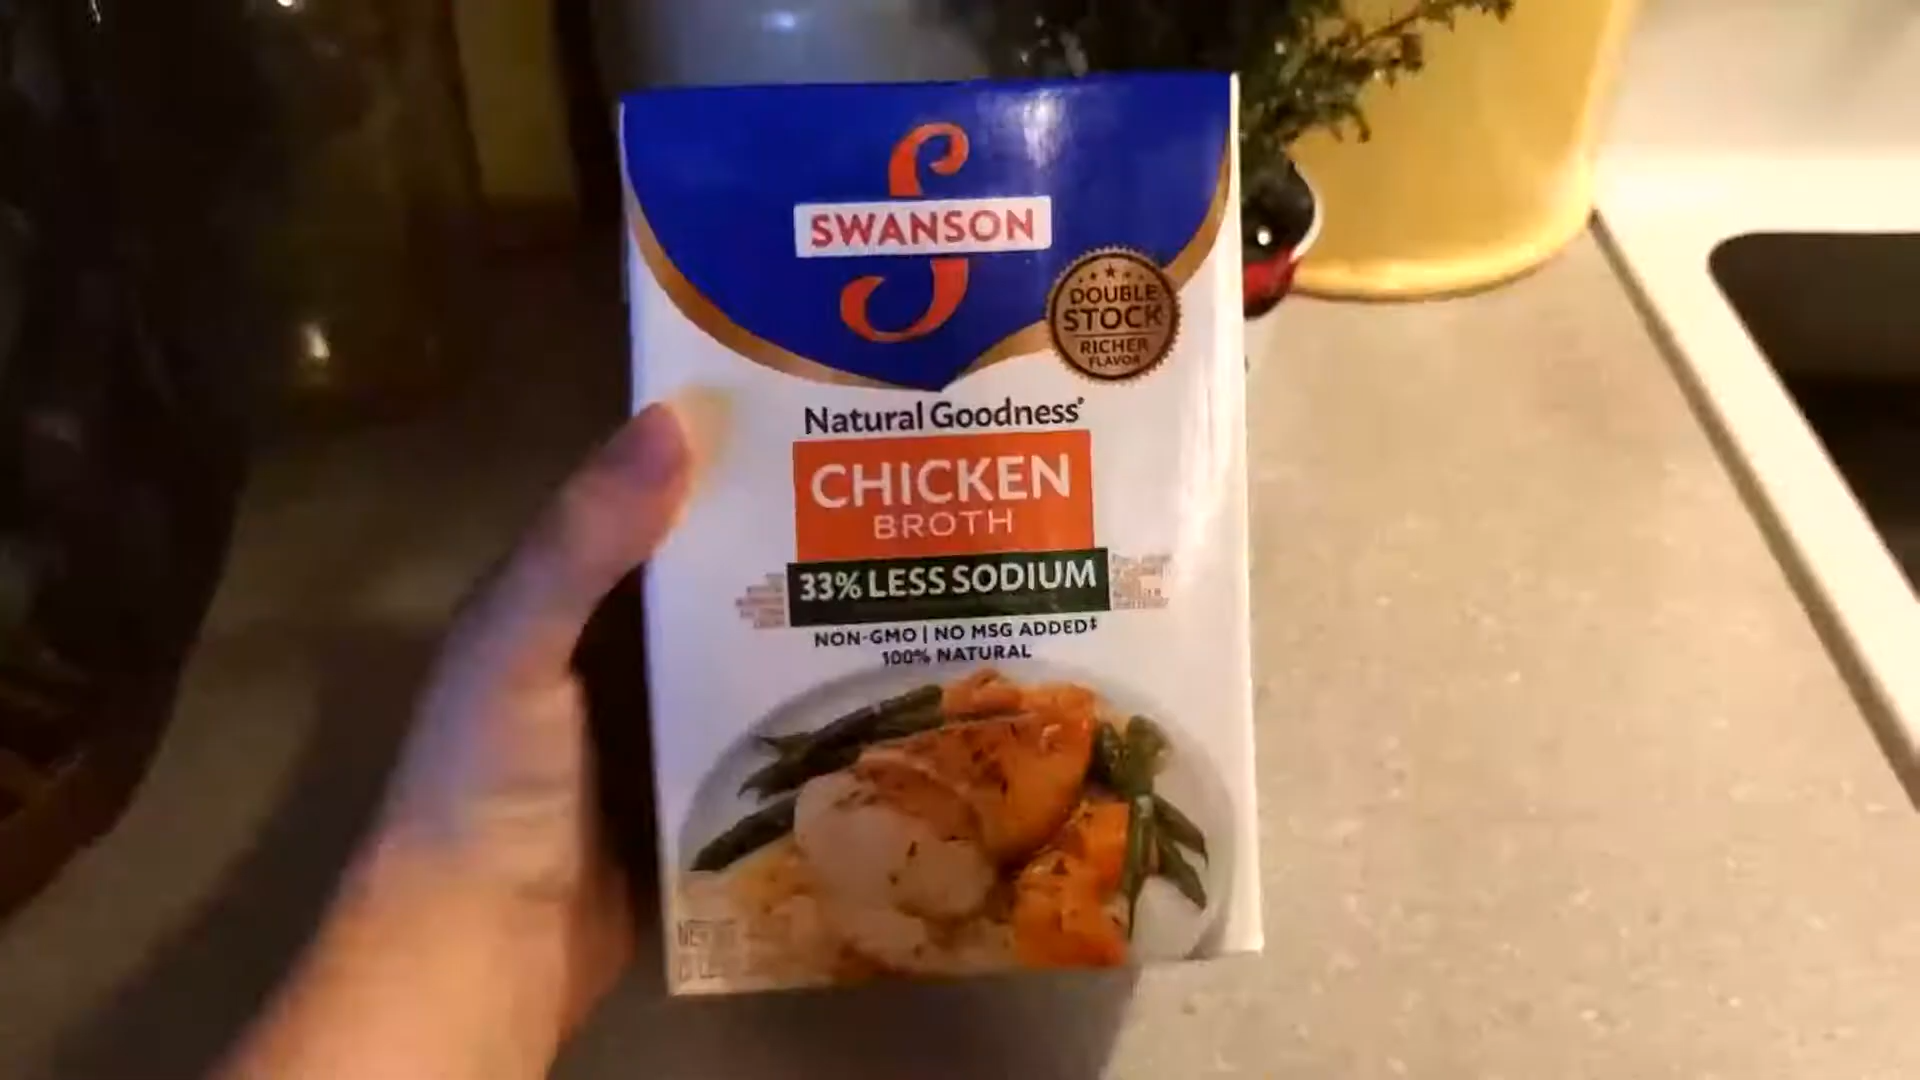 SWANSON
DOUBLE
STOCK
RICHER
FLAVOR
Natural Goodness®
CHICKEN
BROTH
33% LESS SODIUM
NON-GMO | NO MSG ADDED‡
100% NATURAL